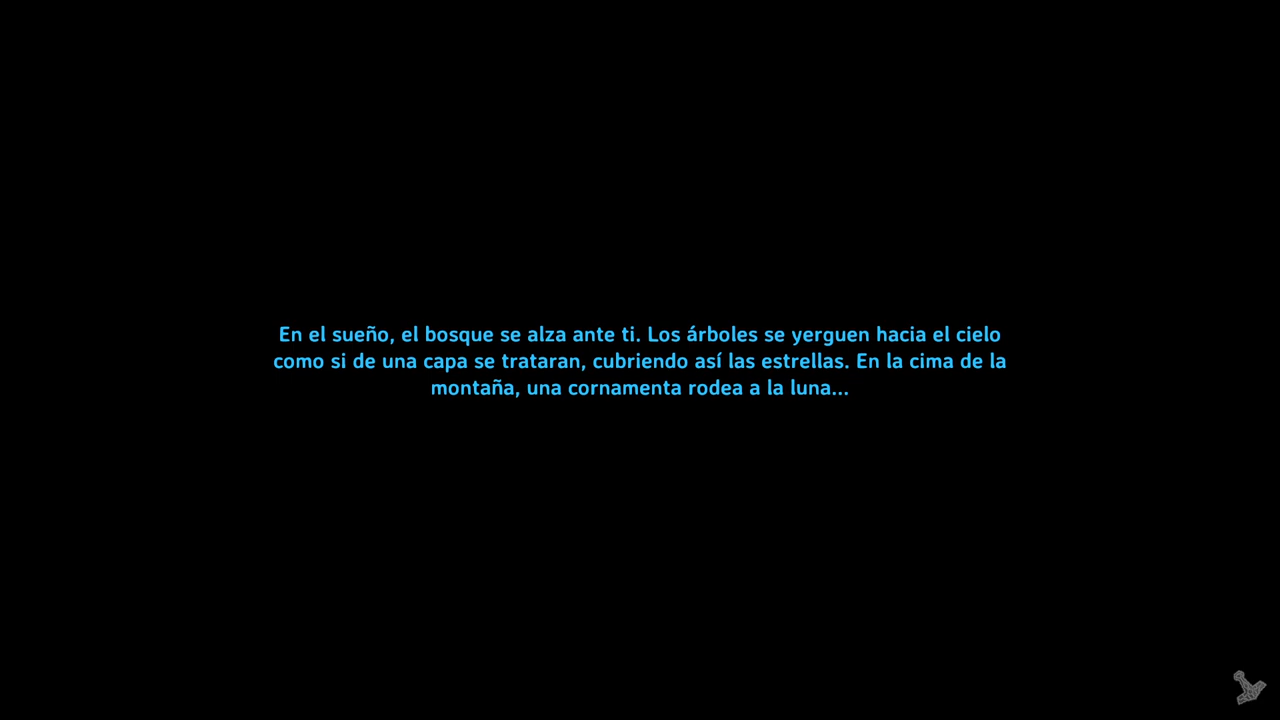 En el sueño, el bosque se alza ante ti. Los árboles se yerguen hacia el cielo
como si de una capa se trataran, cubriendo así las estrellas. En la cima de la
montaña, una cornamenta rodea a la luna...